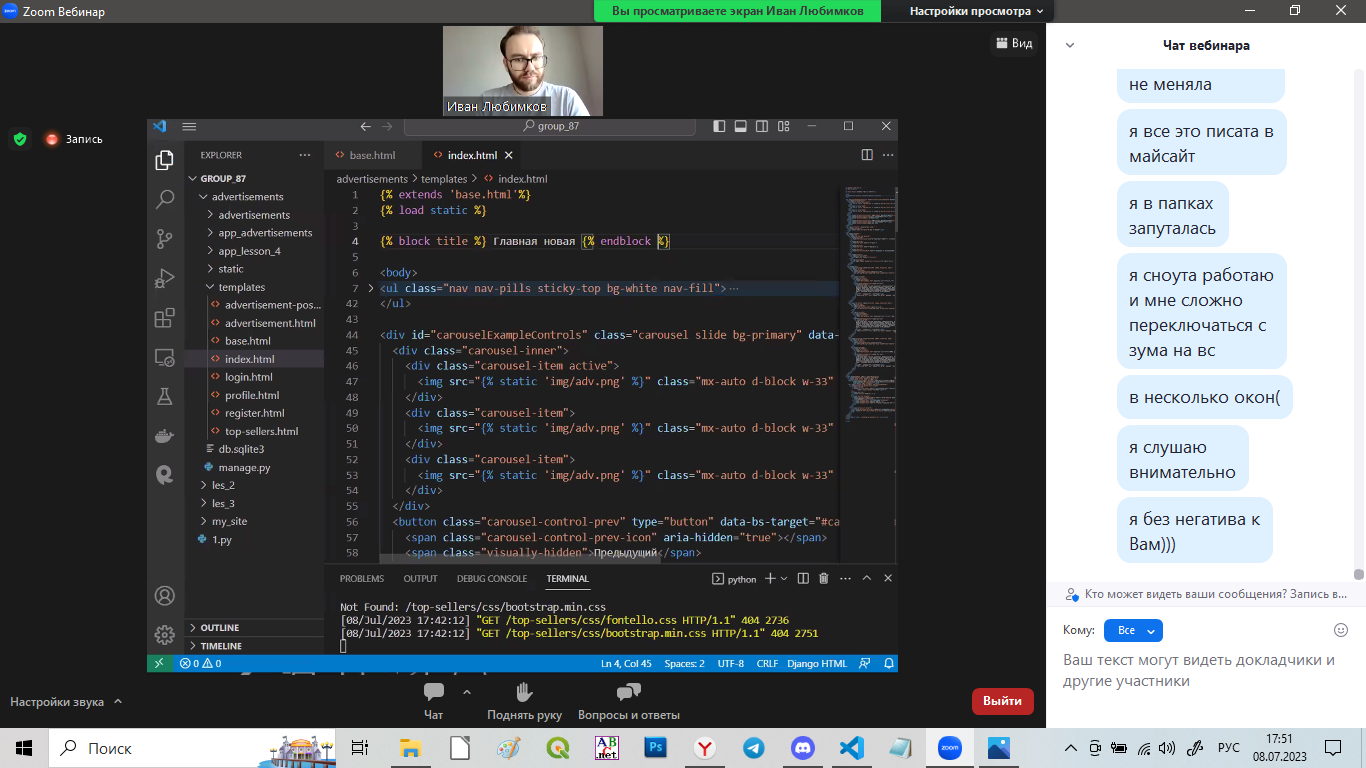 Zoom Вебинар
Вы просматриваете экран Иван Любимков
Настройки просмотра
Вид
Запись
Иван Любимков
group_87
EXPLORER
GROUP_87
advertisements
advertisements
app_advertisements
app_lesson_4
static
templates
advertisement-pos...
advertisement.html
base.html
index.html
login.html
profile.html
register.html
top-sellers.html
db.sqlite3
manage.py
les_2
les_3
my_site
1.py
OUTLINE
TIMELINE
base.html
index.html
advertisements > templates > index.html
1 {% extends 'base.html'%}
2 {% load static %}
3
4 {% block title %} Главная новая {% endblock %}
5
6 <body>
7 <ul class="nav nav-pills sticky-top bg-white nav-fill"> ...
42 </ul>
43
44 <div id="carouselExampleControls" class="carousel slide bg-primary" data-
45 <div class="carousel-inner">
46 <div class="carousel-item active">
47 <img src="{% static 'img/adv.png' %}" class="mx-auto d-block w-33"
48 </div>
49 <div class="carousel-item">
50 <img src="{% static 'img/adv.png' %}" class="mx-auto d-block w-33"
51 </div>
52 <div class="carousel-item">
53 <img src="{% static 'img/adv.png' %}" class="mx-auto d-block w-33"
54 </div>
55 </div>
56 <button class="carousel-control-prev" type="button" data-bs-target="#ca
57 <span class="carousel-control-prev-icon" aria-hidden="true"></span>
58 <span class="visually-hidden">Предыдущий</span>
PROBLEMS OUTPUT DEBUG CONSOLE TERMINAL
python
Not Found: /top-sellers/css/bootstrap.min.css
[08/Jul/2023 17:42:12] "GET /top-sellers/css/fontello.css HTTP/1.1" 404 2736
[08/Jul/2023 17:42:12] "GET /top-sellers/css/bootstrap.min.css HTTP/1.1" 404 2751
0 0
Ln 4, Col 45 Spaces: 2 UTF-8 CRLF Django HTML
Настройки звука
Чат
Поднять руку
Вопросы и ответы
Выйти
Чат вебинара
не меняла
я все это писата в
майсайт
я в папках
запуталась
я сноута работаю
и мне сложно
переключаться с
зума на вс
в несколько окон(
я слушаю
внимательно
я без негатива к
Вам)))
Кто может видеть ваши сообщения? Запись в...
Кому: Все
Ваш текст могут видеть докладчики и
другие участники
Поиск
ABC
.net
Ps
zoom
РУС
17:51
08.07.2023